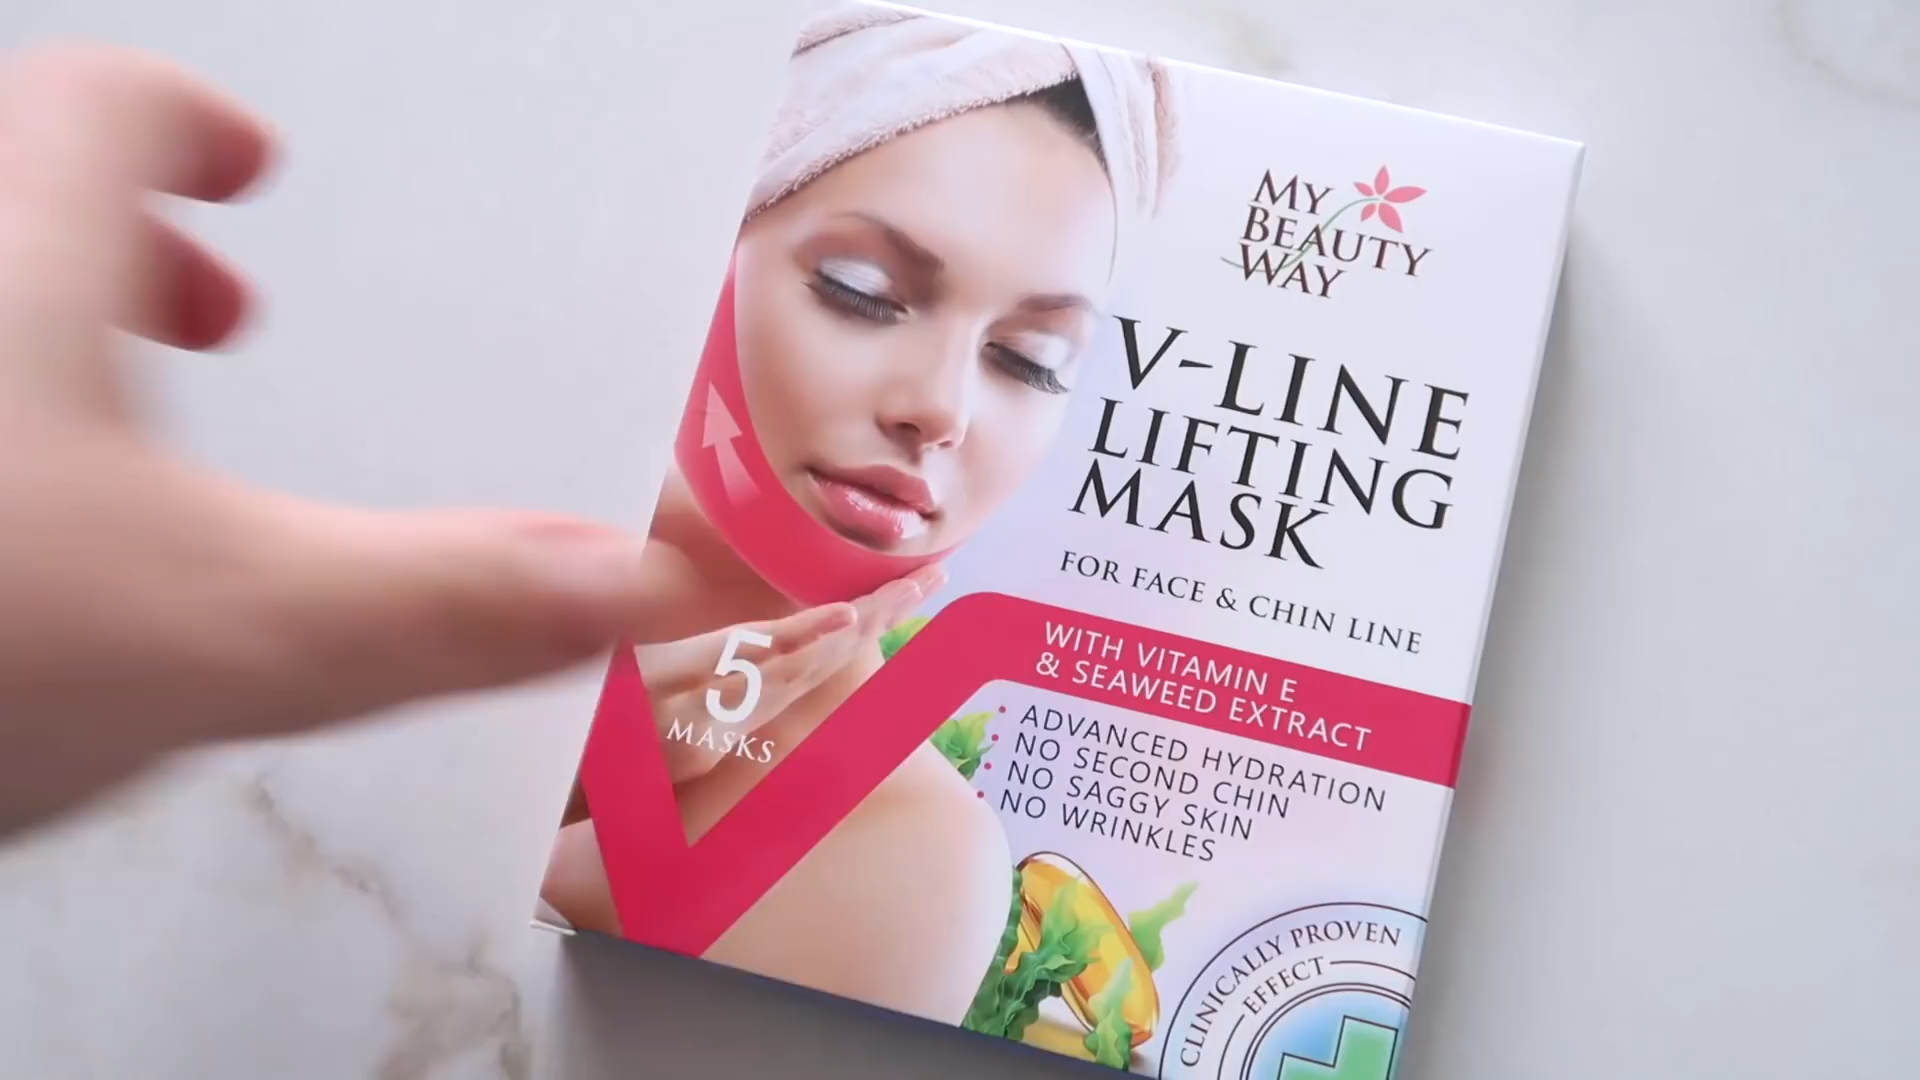 MY
BEAUTY
WAY
V-LINE
LIFTING
MASK
FOR FACE & CHIN LINE
WITH VITAMIN E
& SEAWEED EXTRACT
• ADVANCED HYDRATION
• NO SECOND CHIN
• NO SAGGY SKIN
• NO WRINKLES
5
MASKS
CLINICALLY PROVEN
EFFECT